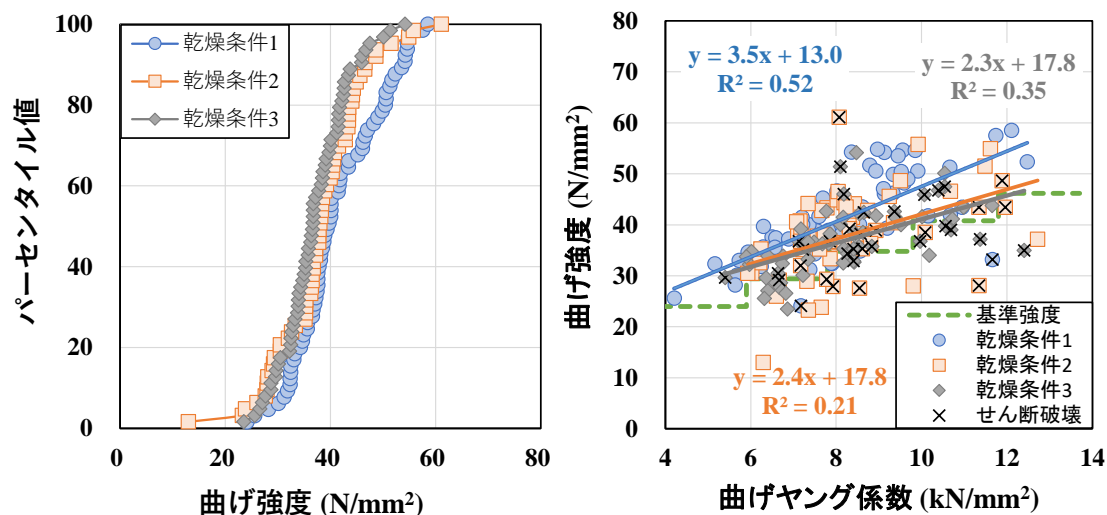 パーセンタイル値
100
80
60
40
20
0
乾燥条件1
乾燥条件2
乾燥条件3
0 20 40 60 80
曲げ強度 (N/mm²)
曲げ強度 (N/mm²)
80
70
60
50
40
30
20
10
0
y = 3.5x + 13.0
R² = 0.52
y = 2.3x + 17.8
R² = 0.35
y = 2.4x + 17.8
R² = 0.21
基準強度
乾燥条件1
乾燥条件2
乾燥条件3
せん断破壊
4 6 8 10 12 14
曲げヤング係数 (kN/mm²)